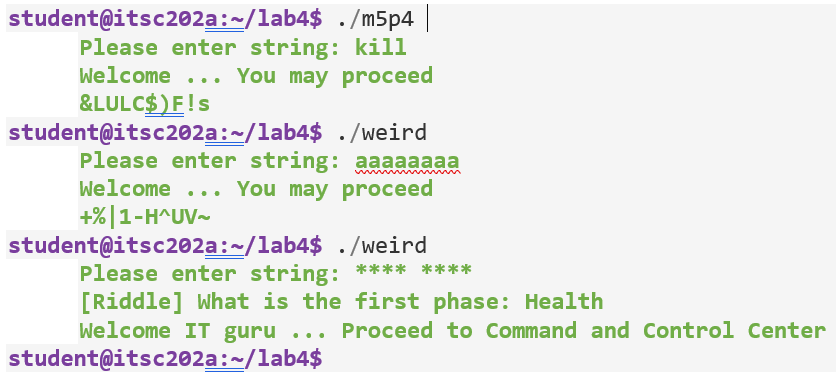 student@itsc202a:~/lab4$ ./m5p4
Please enter string: kill
Welcome ... You may proceed
&LULC$)F!s
student@itsc202a:~/lab4$ ./weird
Please enter string: aaaaaaaa
Welcome ... You may proceed
+%|1-H^UV~
student@itsc202a:~/lab4$ ./weird
Please enter string: **** ****
[Riddle] What is the first phase: Health
Welcome IT guru ... Proceed to Command and Control Center
student@itsc202a:~/lab4$